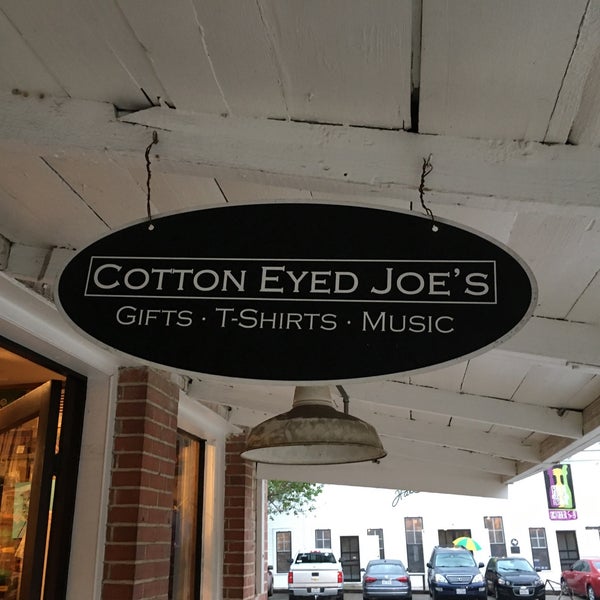 COTTON EYED JOE'S
GIFTS · T-SHIRTS · MUSIC